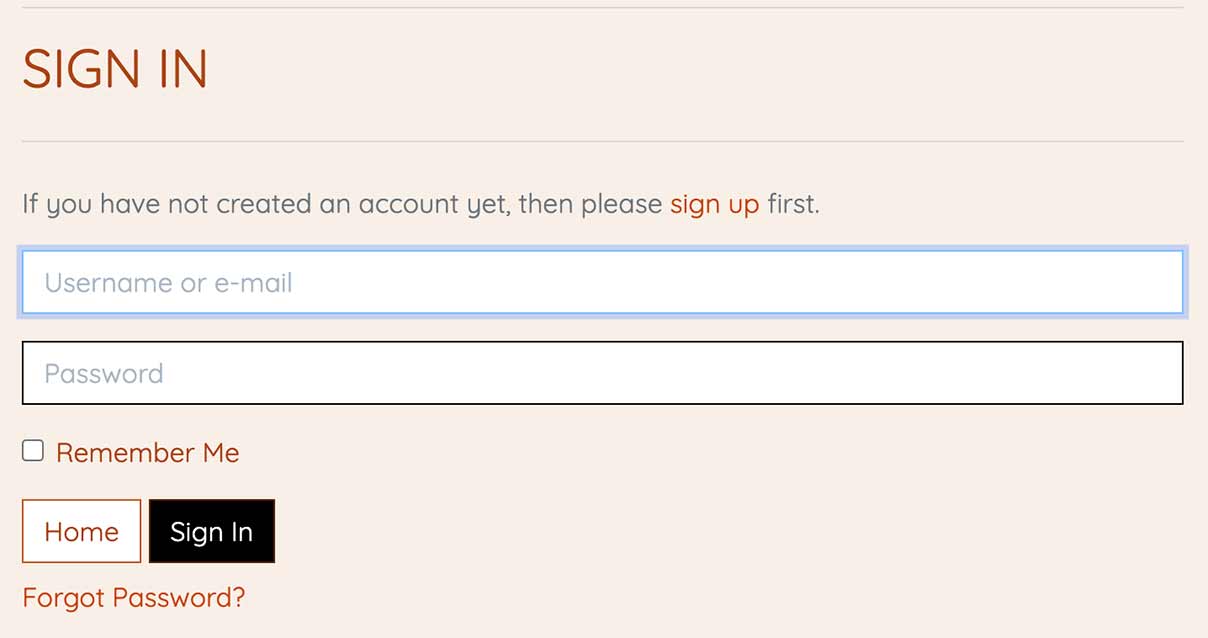 SIGN IN
If you have not created an account yet, then please sign up first.
Username or e-mail
Password
Remember Me
Home Sign In
Forgot Password?